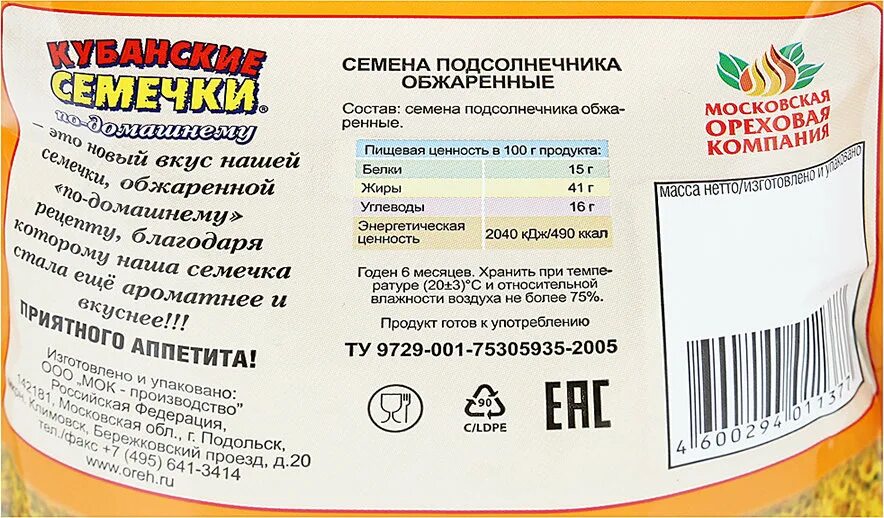 КУБАНСКИЕ
СЕМЕЧКИ®
по-домашнему
– это новый вкус нашей
семечки, обжаренной
«по-домашнему»
рецепту, благодаря
которому наша семечка
стала ещё ароматнее и
вкуснее!!!
ПРИЯТНОГО АППЕТИТА!
Изготовлено и упаковано:
ООО "МОК - производство"
Российская Федерация,
142181, Московская обл., г. Подольск,
мкрн. Климовск, Бережковский проезд, д.20
тел./факс +7 (495) 641-3414
www.oreh.ru
СЕМЕНА ПОДСОЛНЕЧНИКА
ОБЖАРЕННЫЕ
Состав: семена подсолнечника обжа-
ренные.
Пищевая ценность в 100 г продукта:
Белки 15 г
Жиры 41 г
Углеводы 16 г
Энергетическая
ценность 2040 кДж/490 ккал
Годен 6 месяцев. Хранить при темпе-
ратуре (20±3)°С и относительной
влажности воздуха не более 75%.
Продукт готов к употреблению
ТУ 9729-001-75305935-2005
90
C/LDPE
ЕАС
МОСКОВСКАЯ
ОРЕХОВАЯ
КОМПАНИЯ
масса нетто/изготовлено и упаковано
4 600294 011371